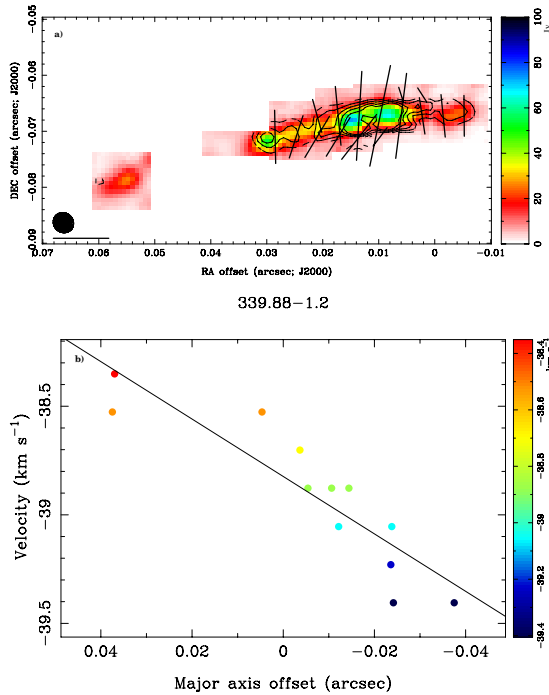 a)
DEC offset (arcsec; J2000)
-0.05
-0.06
-0.07
-0.08
-0.09
0.07 0.06 0.05 0.04 0.03 0.02 0.01 0 -0.01
RA offset (arcsec; J2000)
100
80
60
40
20
0
339.88-1.2
b)
Velocity (km s⁻¹)
-38.5
-39
-39.5
0.04 0.02 0 -0.02 -0.04
Major axis offset (arcsec)
-38.4
-38.6
-38.8
-39
-39.2
-39.4
km s⁻¹